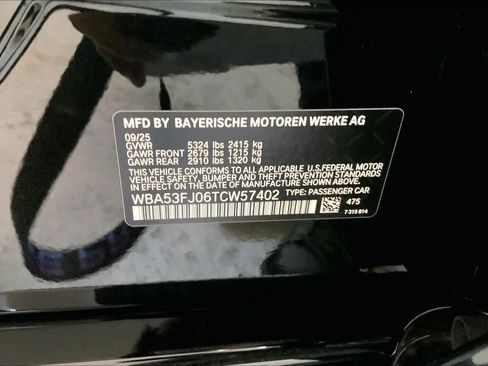 MFD BY BAYERISCHE MOTOREN WERKE AG
09/25
GVWR 5324 lbs 2415 kg
GAWR FRONT 2679 lbs 1215 kg
GAWR REAR 2910 lbs 1320 kg
THIS VEHICLE CONFORMS TO ALL APPLICABLE U.S.FEDERAL MOTOR
VEHICLE SAFETY, BUMPER AND THEFT PREVENTION STANDARDS
IN EFFECT ON THE DATE OF MANUFACTURE SHOWN ABOVE.
WBA53FJ06TCW57402 TYPE: PASSENGER CAR
475
7 315 814